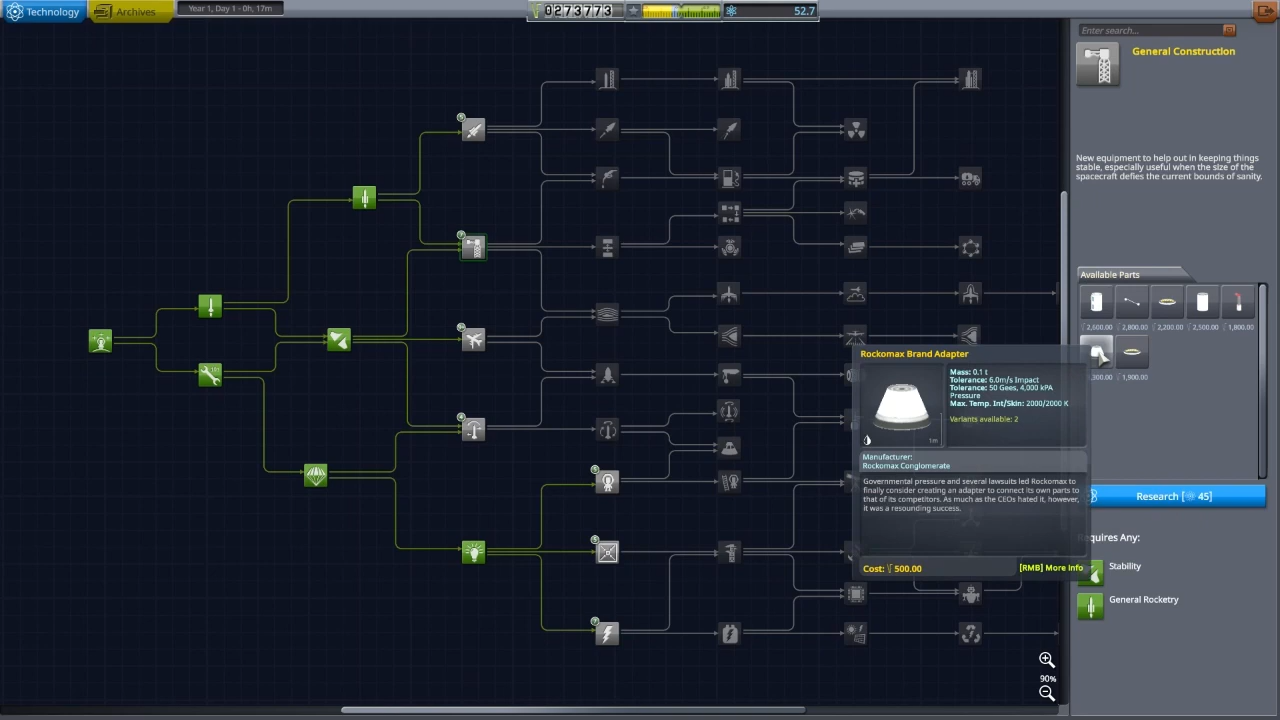 Technology
Archives
Year 1, Day 1 - 0h, 17m
0273773
52.7
Enter search...
General Construction
New equipment to help out in keeping things
stable, especially useful when the size of the
spacecraft defies the current bounds of sanity.
Available Parts
2,600.00
2,800.00
2,200.00
2,500.00
1,800.00
,300.00
1,900.00
Rockomax Brand Adapter
Mass: 0.1 t
Tolerance: 6.0m/s Impact
Tolerance: 50 Gees, 4,000 kPA
Pressure
Max. Temp. Int/Skin: 2000/2000 K
Variants available: 2
1m
Manufacturer:
Rockomax Conglomerate
Governmental pressure and several lawsuits led Rockomax to
finally consider creating an adapter to connect its own parts to
that of its competitors. As much as the CEOs hated it, however,
it was a resounding success.
Cost: 500.00
[RMB] More Info
Research [ 45]
quires Any:
Stability
General Rocketry
90%